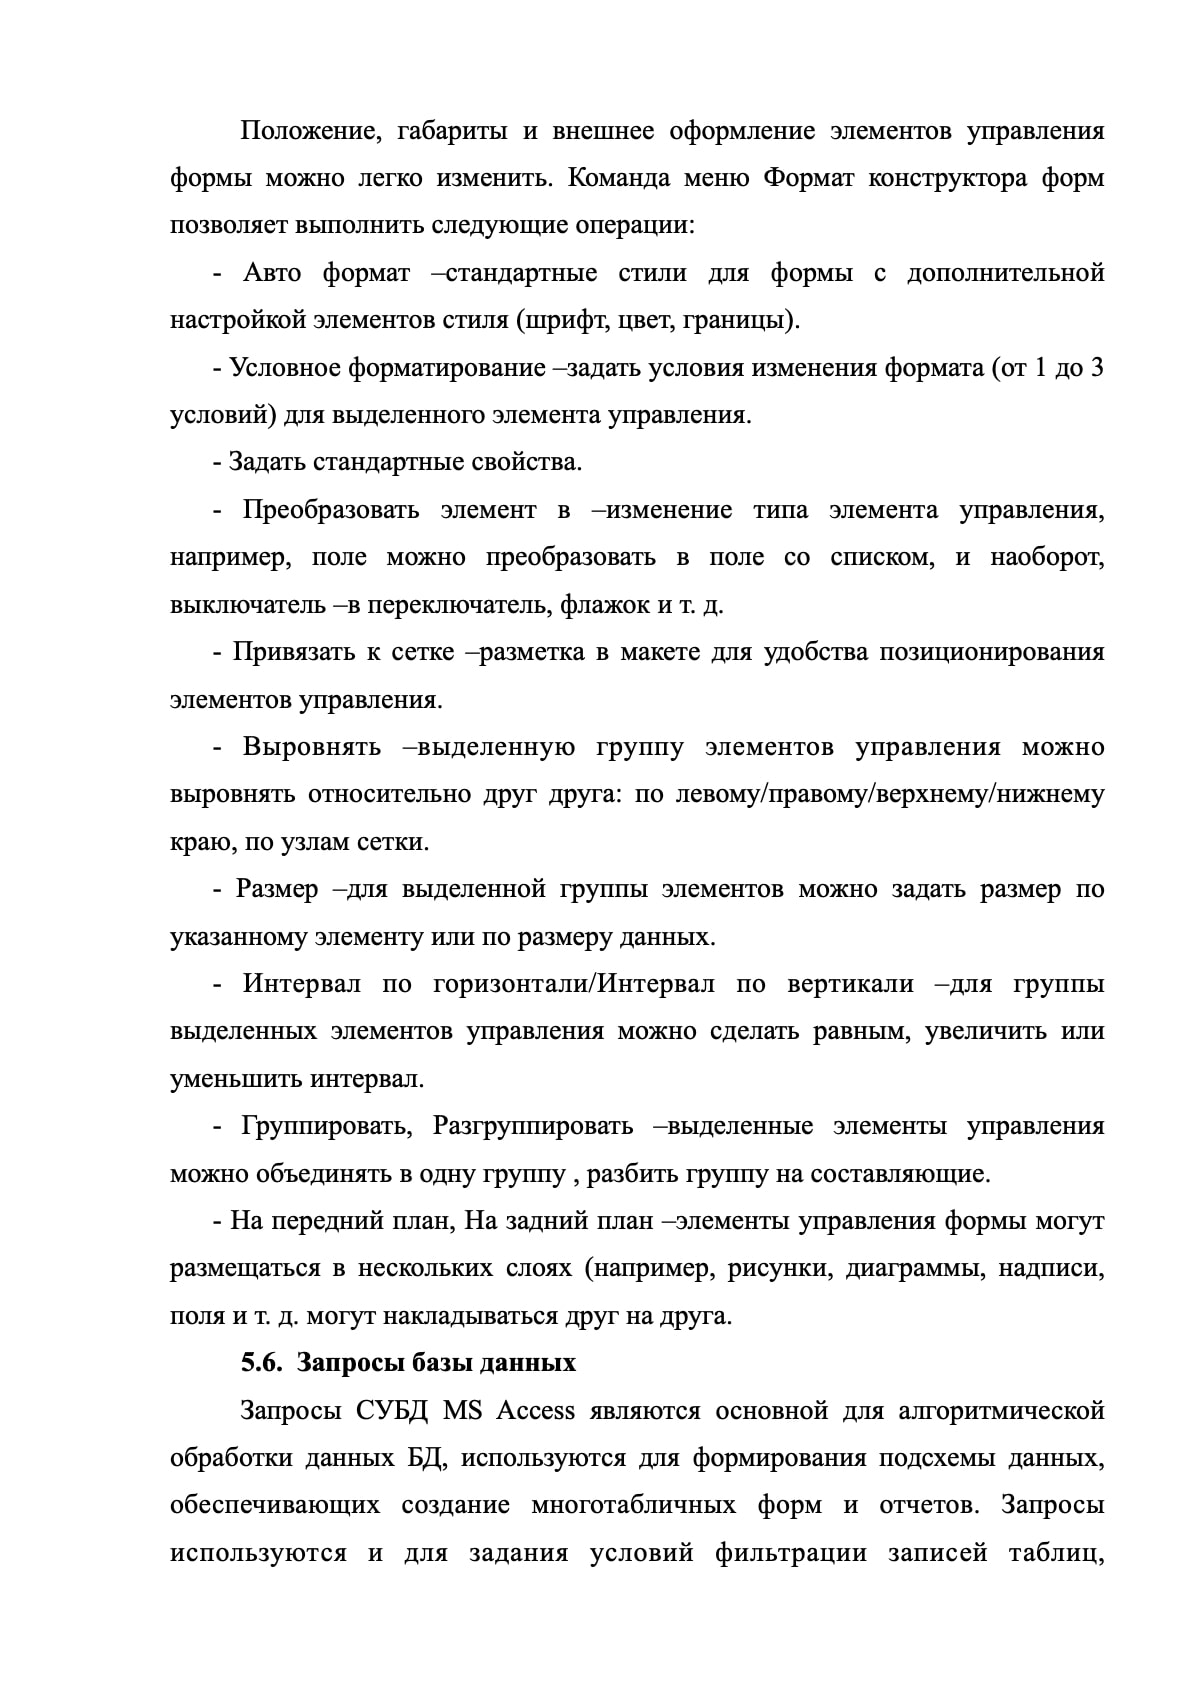 Положение, габариты и внешнее оформление элементов управления
формы можно легко изменить. Команда меню Формат конструктора форм
позволяет выполнить следующие операции:
- Авто формат –стандартные стили для формы с дополнительной
настройкой элементов стиля (шрифт, цвет, границы).
- Условное форматирование –задать условия изменения формата (от 1 до 3
условий) для выделенного элемента управления.
- Задать стандартные свойства.
- Преобразовать элемент в –изменение типа элемента управления,
например, поле можно преобразовать в поле со списком, и наоборот,
выключатель –в переключатель, флажок и т. д.
- Привязать к сетке –разметка в макете для удобства позиционирования
элементов управления.
- Выровнять –выделенную группу элементов управления можно
выровнять относительно друг друга: по левому/правому/верхнему/нижнему
краю, по узлам сетки.
- Размер –для выделенной группы элементов можно задать размер по
указанному элементу или по размеру данных.
- Интервал по горизонтали/Интервал по вертикали –для группы
выделенных элементов управления можно сделать равным, увеличить или
уменьшить интервал.
- Группировать, Разгруппировать –выделенные элементы управления
можно объединять в одну группу , разбить группу на составляющие.
- На передний план, На задний план –элементы управления формы могут
размещаться в нескольких слоях (например, рисунки, диаграммы, надписи,
поля и т. д. могут накладываться друг на друга.
5.6. Запросы базы данных
Запросы СУБД MS Access являются основной для алгоритмической
обработки данных БД, используются для формирования подсхемы данных,
обеспечивающих создание многотабличных форм и отчетов. Запросы
используются и для задания условий фильтрации записей таблиц,